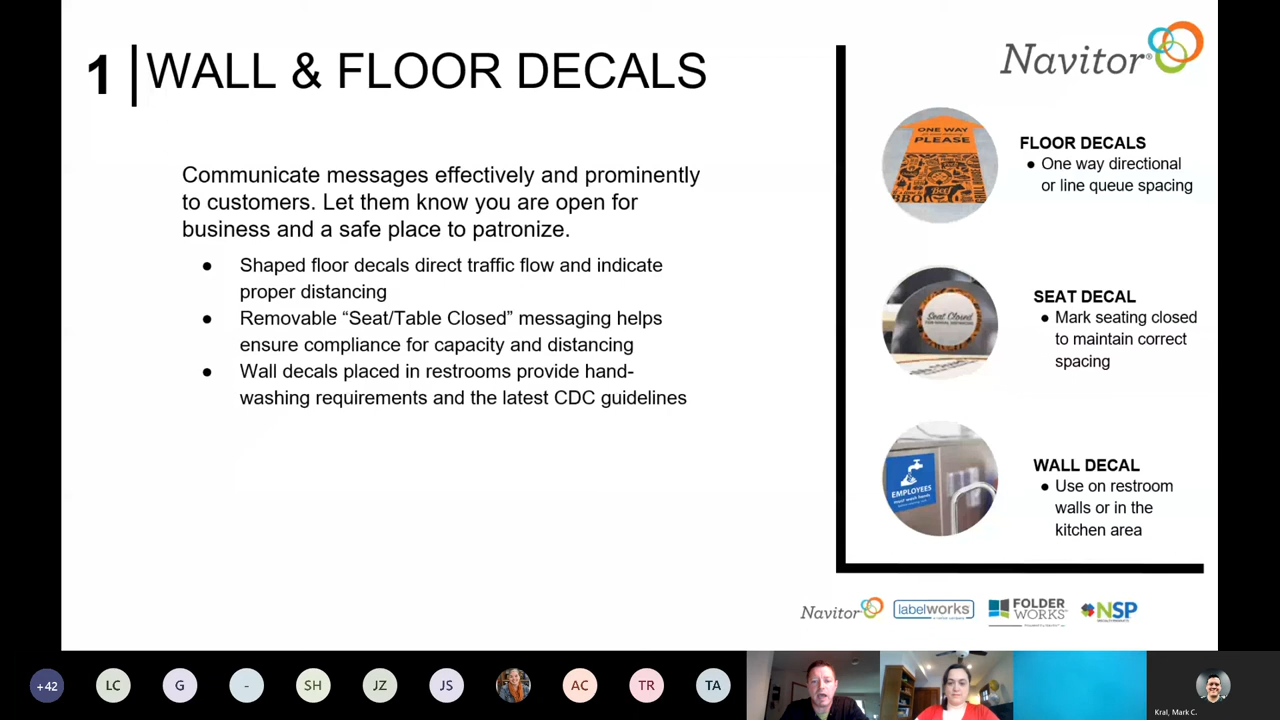 1
WALL & FLOOR DECALS
Communicate messages effectively and prominently
to customers. Let them know you are open for
business and a safe place to patronize.
● Shaped floor decals direct traffic flow and indicate
proper distancing
● Removable “Seat/Table Closed” messaging helps
ensure compliance for capacity and distancing
● Wall decals placed in restrooms provide hand-
washing requirements and the latest CDC guidelines
Navitor®
ONE WAY
PLEASE
Beef
BBQ
FLOOR DECALS
● One way directional
or line queue spacing
Seat Closed
SEAT DECAL
● Mark seating closed
to maintain correct
spacing
EMPLOYEES
must wash hands
WALL DECAL
● Use on restroom
walls or in the
kitchen area
Navitor
labelworks
FOLDER
WORKS
NSP
+42
LC
G
-
SH
JZ
JS
AC
TR
TA
Kral, Mark C.